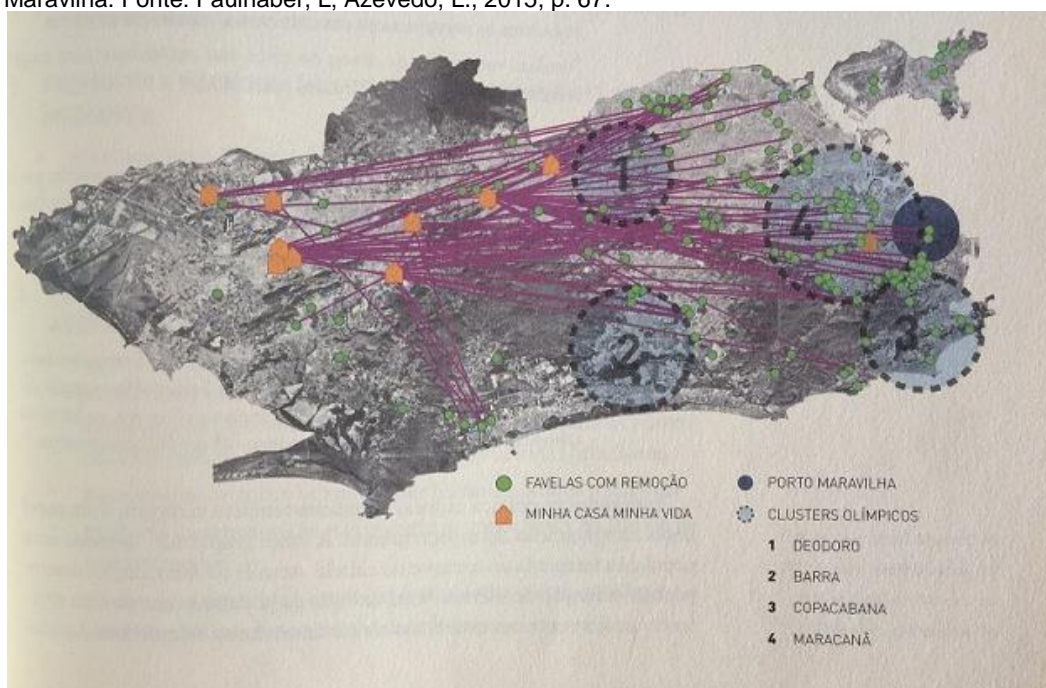 Maravilha. Fonte: Faulhaber, L, Azevedo, L., 2015, p. 67.
1
4
2
3
FAVELAS COM REMOÇÃO
MINHA CASA MINHA VIDA
PORTO MARAVILHA
CLUSTERS OLÍMPICOS
1 DEODORO
2 BARRA
3 COPACABANA
4 MARACANÃ